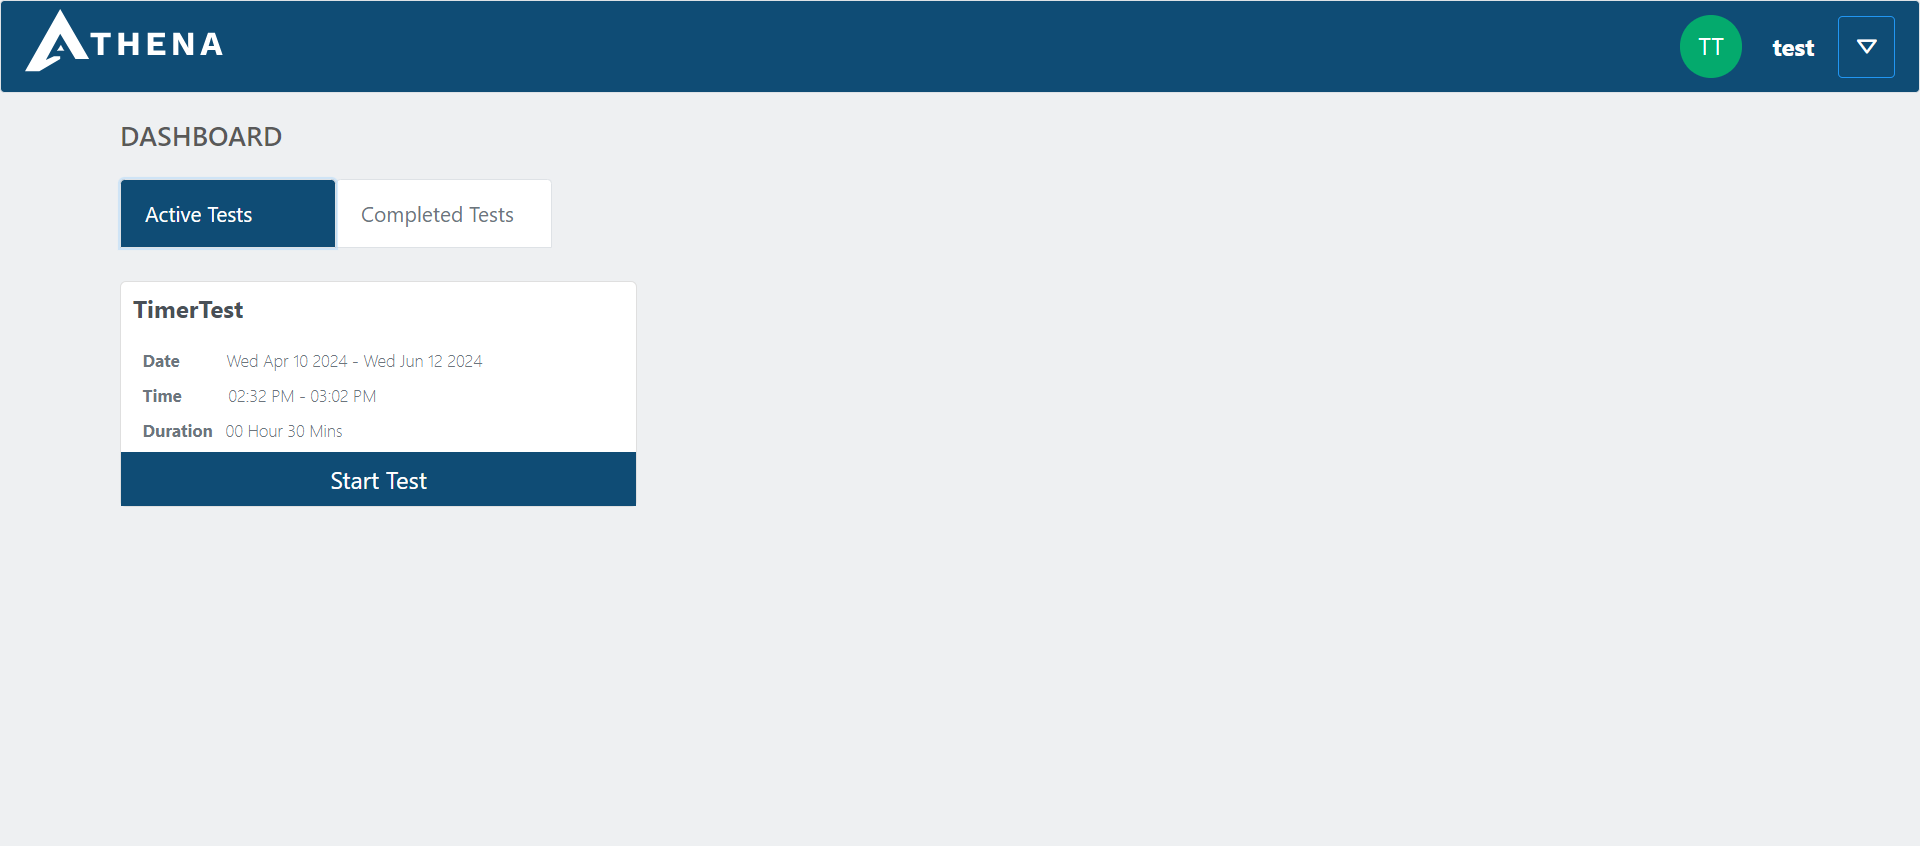 ATHENA
TT
test
DASHBOARD
Active Tests
Completed Tests
TimerTest
Date Wed Apr 10 2024 - Wed Jun 12 2024
Time 02:32 PM - 03:02 PM
Duration 00 Hour 30 Mins
Start Test